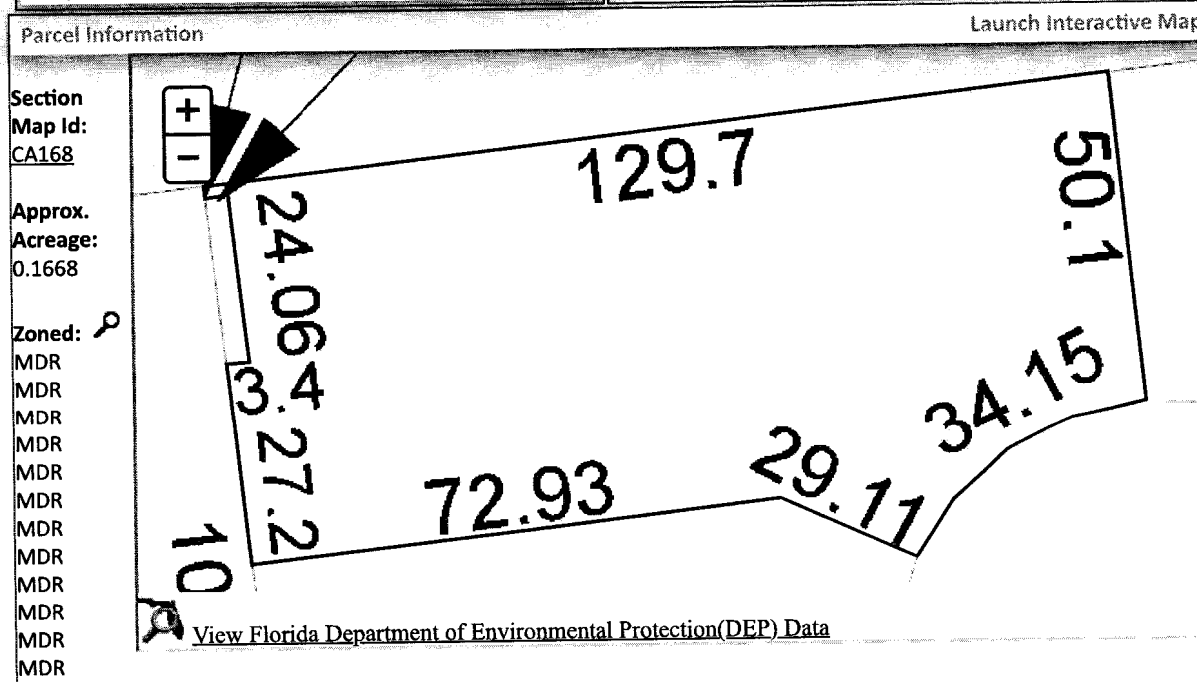 Parcel Information
Launch Interactive Map
Section
Map Id:
CA168
Approx.
Acreage:
0.1668
Zoned:
MDR
MDR
MDR
MDR
MDR
MDR
MDR
MDR
MDR
MDR
MDR
MDR
+
−
129.7
50.1
24.06
3.4
27.2
72.93
29.11
34.15
10
View Florida Department of Environmental Protection(DEP) Data